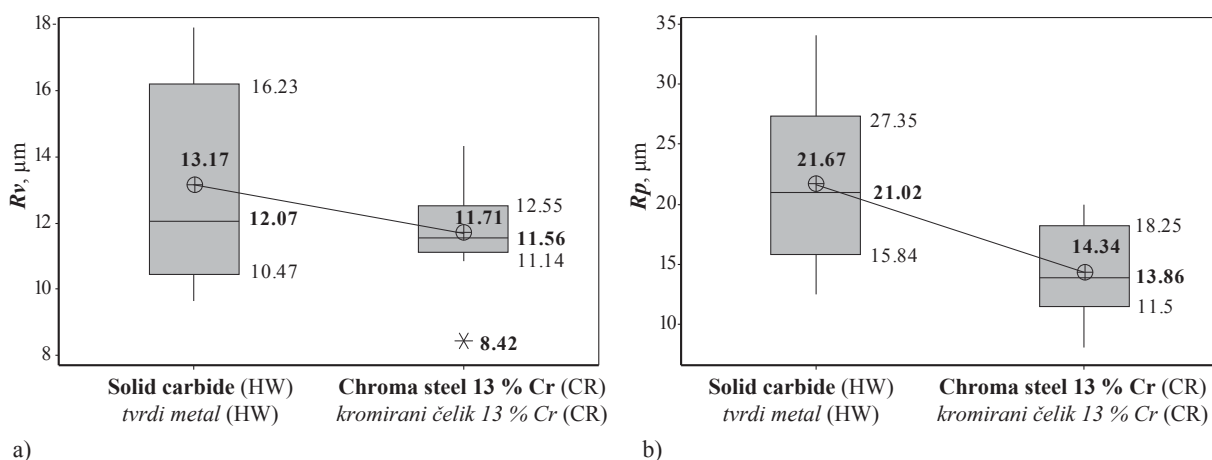 18
16
14
12
10
8
Rv, µm
16.23
13.17
12.07
10.47
12.55
11.71
11.56
11.14
8.42
Solid carbide (HW)
tvrdi metal (HW)
Chroma steel 13 % Cr (CR)
kromirani čelik 13 % Cr (CR)
a)
35
30
25
20
15
10
Rp, µm
27.35
21.67
21.02
15.84
18.25
14.34
13.86
11.5
Solid carbide (HW)
tvrdi metal (HW)
Chroma steel 13 % Cr (CR)
kromirani čelik 13 % Cr (CR)
b)